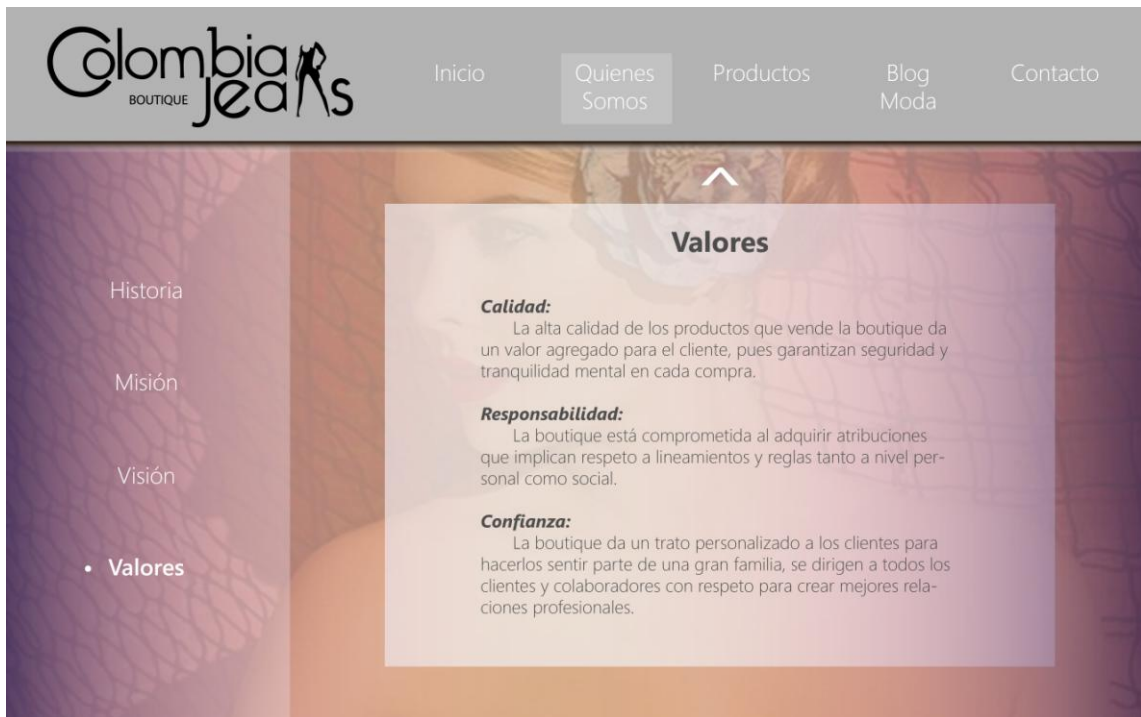 Colombia
BOUTIQUE Jeans
Inicio
Quienes
Somos
Productos
Blog
Moda
Contacto
Historia
Misión
Visión
• Valores
Valores
Calidad:
La alta calidad de los productos que vende la boutique da
un valor agregado para el cliente, pues garantizan seguridad y
tranquilidad mental en cada compra.
Responsabilidad:
La boutique está comprometida al adquirir atribuciones
que implican respeto a lineamientos y reglas tanto a nivel per-
sonal como social.
Confianza:
La boutique da un trato personalizado a los clientes para
hacerlos sentir parte de una gran familia, se dirigen a todos los
clientes y colaboradores con respeto para crear mejores rela-
ciones profesionales.